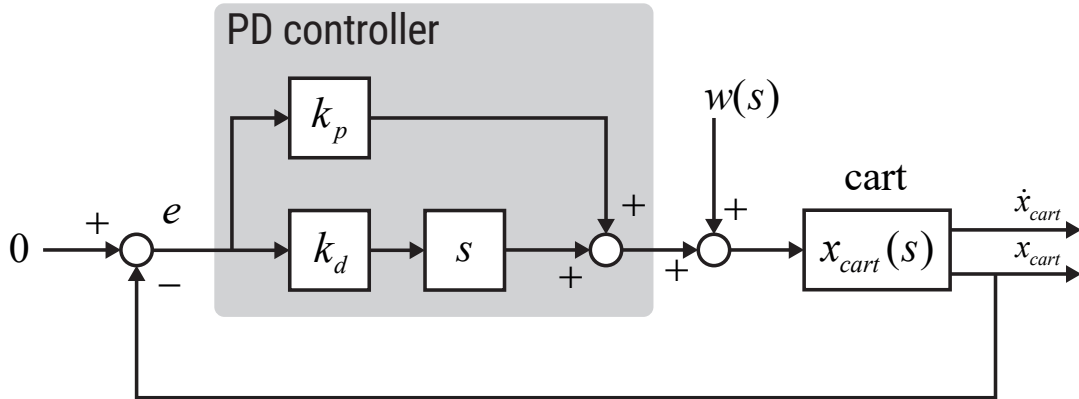 PD controller
k_p
w(s)
cart
+
e
+
+
ẋ_cart
0
k_d
s
x_cart(s)
x_cart
−
+
+